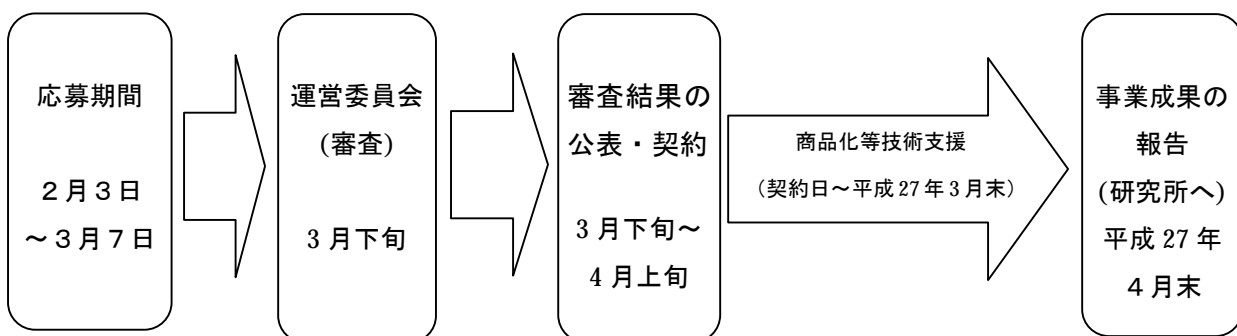 応募期間
２月３日
～３月７日
運営委員会
(審査)
3 月下旬
審査結果の
公表・契約
3 月下旬～
4 月上旬
商品化等技術支援
（契約日～平成 27 年 3 月末）
事業成果の
報告
(研究所へ)
平成 27 年
４月末